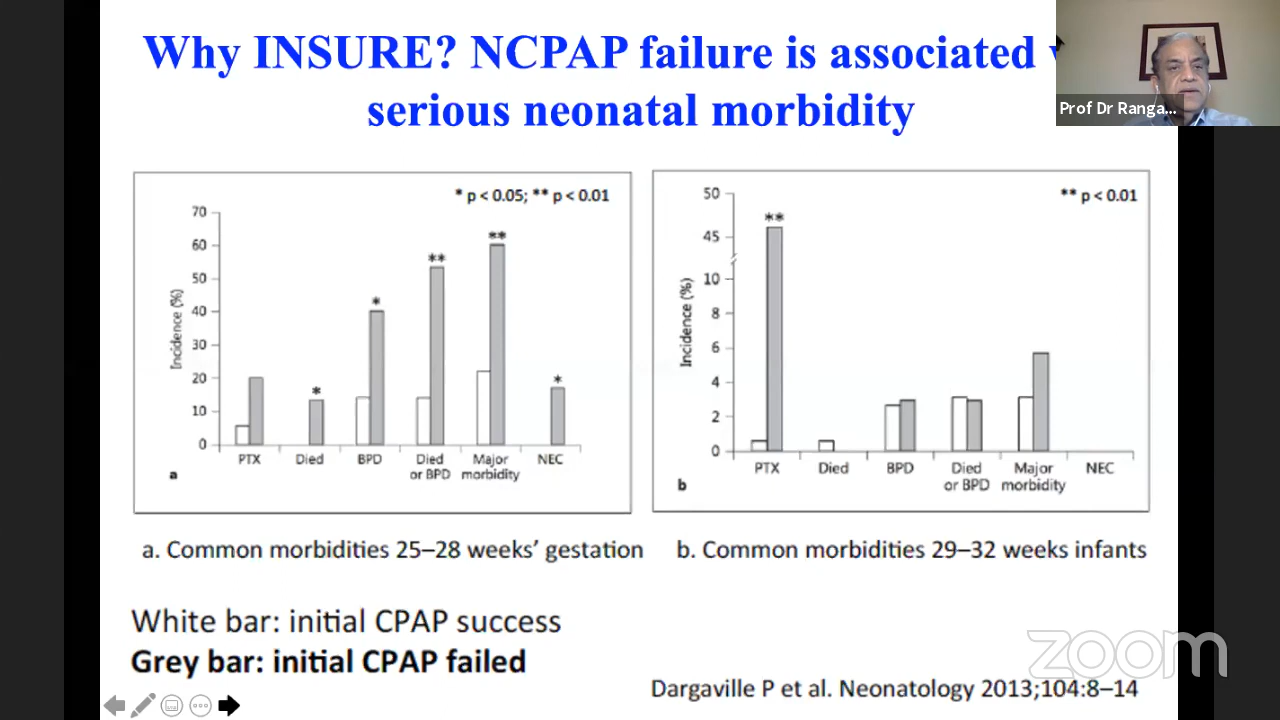 Why INSURE? NCPAP failure is associated
serious neonatal morbidity
Prof Dr Ranga...
* p < 0.05; ** p < 0.01
70
60
50
40
30
20
10
0
Incidence (%)
*
*
**
**
*
PTX
Died
BPD
Died
or BPD
Major
morbidity
NEC
a
** p < 0.01
50
45
10
8
6
4
2
0
Incidence (%)
**
PTX
Died
BPD
Died
or BPD
Major
morbidity
NEC
b
a. Common morbidities 25–28 weeks' gestation
b. Common morbidities 29–32 weeks infants
White bar: initial CPAP success
Grey bar: initial CPAP failed
Dargaville P et al. Neonatology 2013;104:8–14
zoom